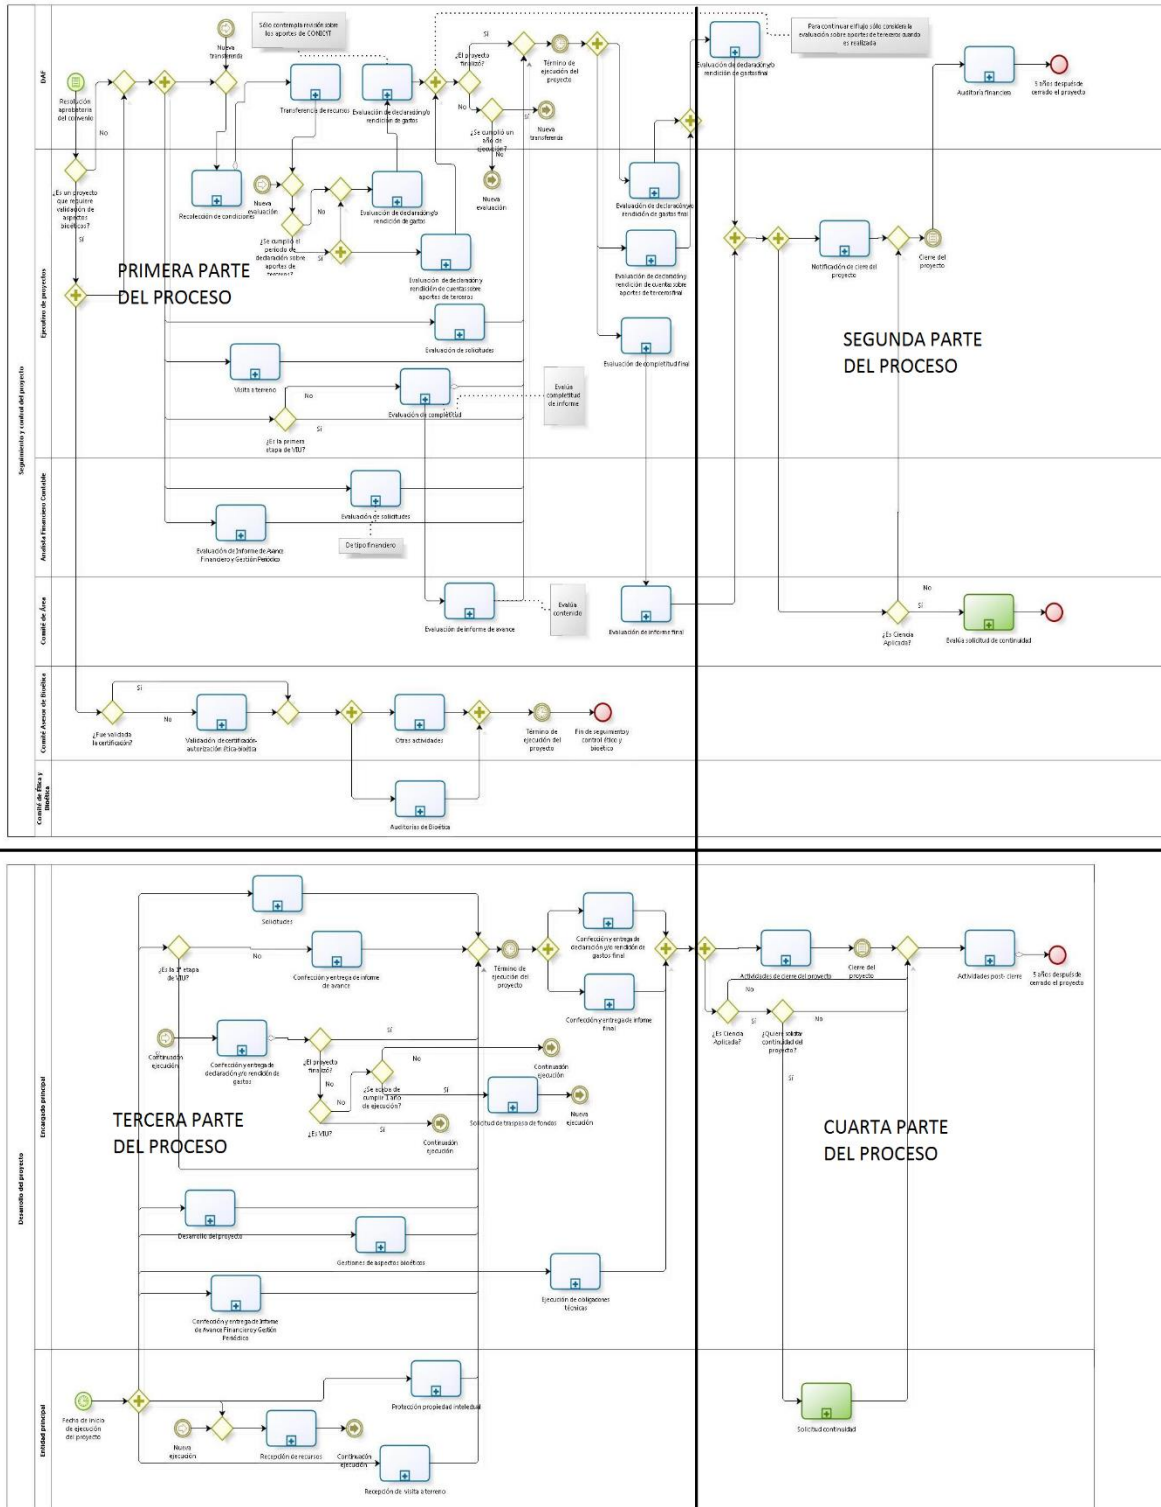 Seguimiento y control del proyecto
DAF
Ejecutivo de proyectos
Analista Financiero Contable
Comité de Área
Comité Asesor de Bioética
Comité de Ética y
Bioética
Sólo contempla revisión sobre
los aportes de CONICYT
Para continuar el flujo sólo considera la
evaluación sobre aportes de terceros cuando
es realizada
Nueva
transferencia
Resolución
aprobatoria
del convenio
No
Transferencia de recursos
Evaluación de declaración y/o
rendición de gastos
¿El proyecto
finalizó?
Sí
No
Término de
ejecución del
proyecto
¿Se cumplió un
año de
ejecución?
Sí
No
Nueva
transferencia
Nueva
evaluación
Evaluación de declaración y/o
rendición de gastos final
Auditoría financiera
5 años después de
cerrado el proyecto
¿Es un proyecto
que requiere
validación de
aspectos
bioéticos?
Sí
Recolección de condiciones
Nueva
evaluación
¿Se cumplió el
período de
declaración sobre
aportes de
terceros?
No
Sí
Evaluación de declaración y/o
rendición de gastos
Evaluación de declaración y
rendición de cuentas sobre
aportes de terceros
Evaluación de declaración y/o
rendición de gastos final
Evaluación de declaración y
rendición de cuentas sobre
aportes de terceros final
Notificación de cierre del
proyecto
Cierre del
proyecto
PRIMERA PARTE
DEL PROCESO
SEGUNDA PARTE
DEL PROCESO
Evaluación de solicitudes
Visita a terreno
Evaluación de completitud final
No
Evaluación de completitud
Sí
¿Es la primera
etapa de VIU?
Evalúa
completitud
de informe
Evaluación de solicitudes
De tipo financiero
Evaluación de Informe de Avance
Financiero y Gestión Periódico
Evaluación de informe de avance
Evalúa
contenido
Evaluación de informe final
No
Sí
¿Es Ciencia
Aplicada?
Evalúa solicitud de continuidad
Sí
No
¿Fue validada
la certificación?
Validación de certificación-
autorización ética-bioética
Otras actividades
Término de
ejecución del
proyecto
Fin de seguimiento y
control ético y
bioético
Auditorías de Bioética
Desarrollo del proyecto
Encargado principal
Entidad principal
Solicitudes
¿Es la 1ª etapa
de VIU?
No
Confección y entrega de informe
de avance
Término de
ejecución del
proyecto
Confección y entrega de
declaración y/o rendición de
gastos final
Confección y entrega de informe
final
Actividades de cierre del proyecto
Cierre del
proyecto
Actividades post- cierre
5 años después de
cerrado el proyecto
No
¿Es Ciencia
Aplicada?
¿Quiere solicitar
continuidad del
proyecto?
No
Sí
Sí
Continuación
ejecución
Confección y entrega de
declaración y/o rendición de
gastos
¿El proyecto
finalizó?
Sí
No
No
¿Se acaba de
cumplir 1 año
de ejecución?
No
Sí
Continuación
ejecución
Solicitud de traspaso de fondos
Nueva
ejecución
¿Es VIU?
Sí
Continuación
ejecución
TERCERA PARTE
DEL PROCESO
CUARTA PARTE
DEL PROCESO
Desarrollo del proyecto
Gestiones de aspectos bioéticos
Ejecución de obligaciones
técnicas
Confección y entrega de Informe
de Avance Financiero y Gestión
Periódico
Fecha de inicio
de ejecución
del proyecto
Protección propiedad intelectual
Nueva
ejecución
Recepción de recursos
Continuación
ejecución
Recepción de visita a terreno
Solicitud continuidad